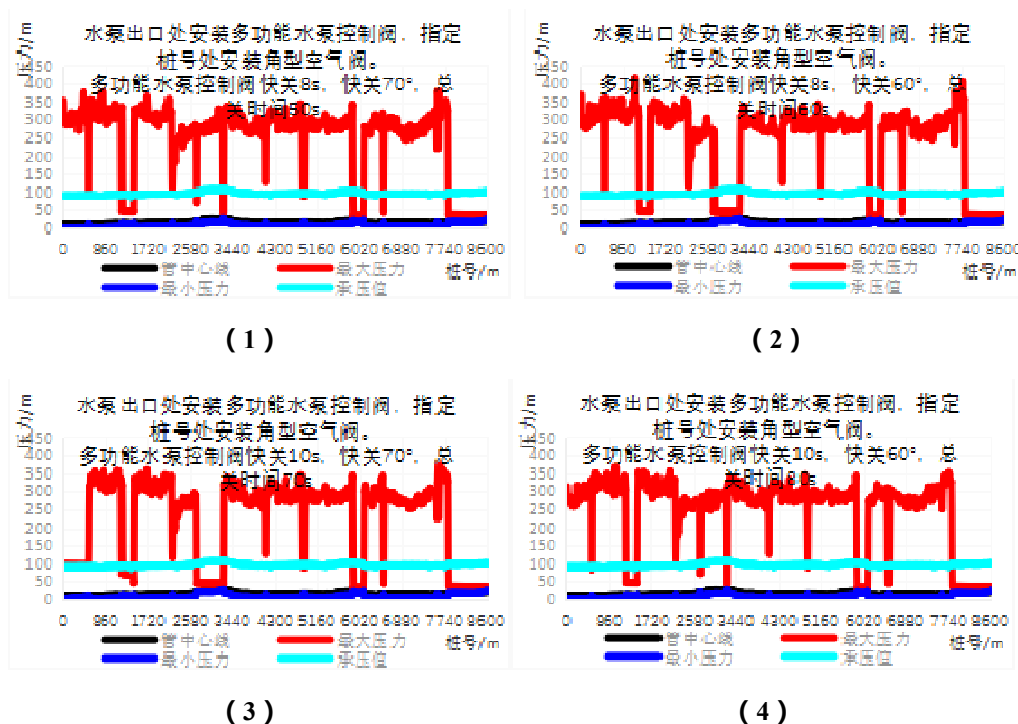 水泵出口处安装多功能水泵控制阀，指定
桩号处安装角型空气阀。
多功能水泵控制阀快关8s，快关70°，总
关时间50s
压力/m
450
400
350
300
250
200
150
100
50
0
0 860 1720 2580 3440 4300 5160 6020 6880 7740 8600
桩号/m
管中心线 最大压力
最小压力 承压值
（1）
水泵出口处安装多功能水泵控制阀，指定
桩号处安装角型空气阀。
多功能水泵控制阀快关8s，快关60°，总
关时间60s
压力/m
450
400
350
300
250
200
150
100
50
0
0 860 1720 2580 3440 4300 5160 6020 6880 7740 8600
桩号/m
管中心线 最大压力
最小压力 承压值
（2）
水泵出口处安装多功能水泵控制阀，指定
桩号处安装角型空气阀。
多功能水泵控制阀快关10s，快关70°，总
关时间70s
压力/m
450
400
350
300
250
200
150
100
50
0
0 860 1720 2580 3440 4300 5160 6020 6880 7740 8600
桩号/m
管中心线 最大压力
最小压力 承压值
（3）
水泵出口处安装多功能水泵控制阀，指定
桩号处安装角型空气阀。
多功能水泵控制阀快关10s，快关60°，总
关时间80s
压力/m
450
400
350
300
250
200
150
100
50
0
0 860 1720 2580 3440 4300 5160 6020 6880 7740 8600
桩号/m
管中心线 最大压力
最小压力 承压值
（4）